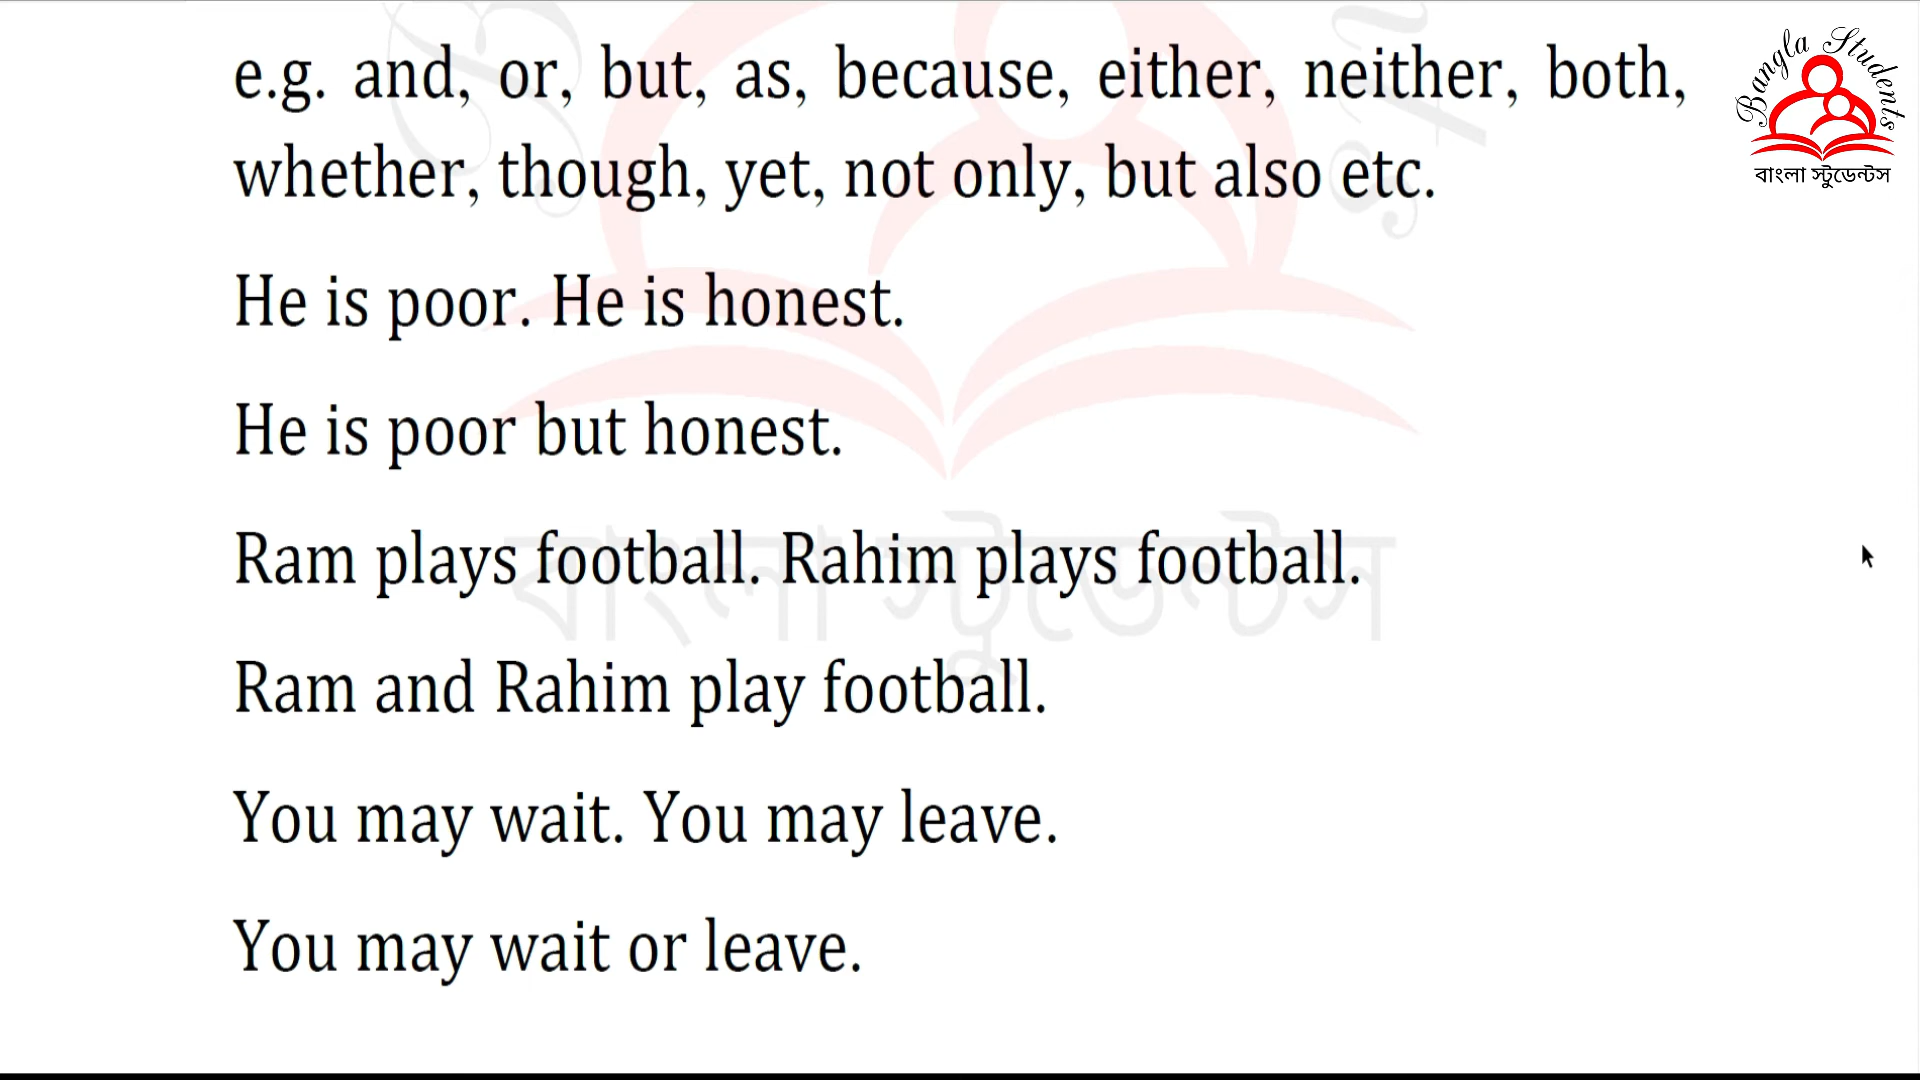 e.g. and, or, but, as, because, either, neither, both,
whether, though, yet, not only, but also etc.
He is poor. He is honest.
He is poor but honest.
Ram plays football. Rahim plays football.
Ram and Rahim play football.
You may wait. You may leave.
You may wait or leave.
Bangla Students
বাংলা স্টুডেন্টস
বাংলা স্টুডেন্টস